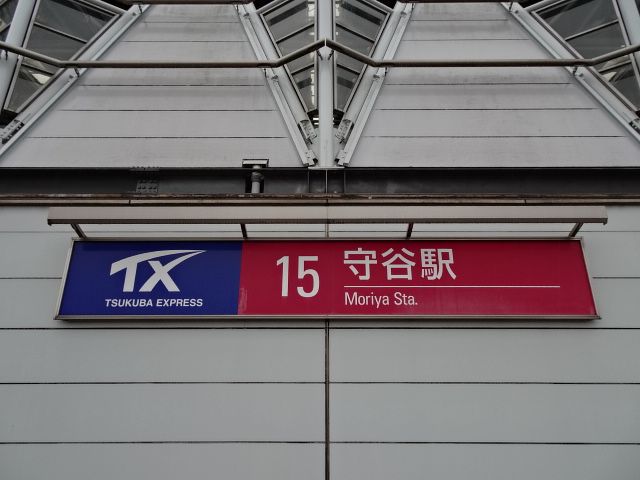 TX
TSUKUBA EXPRESS
15
守谷駅
Moriya Sta.